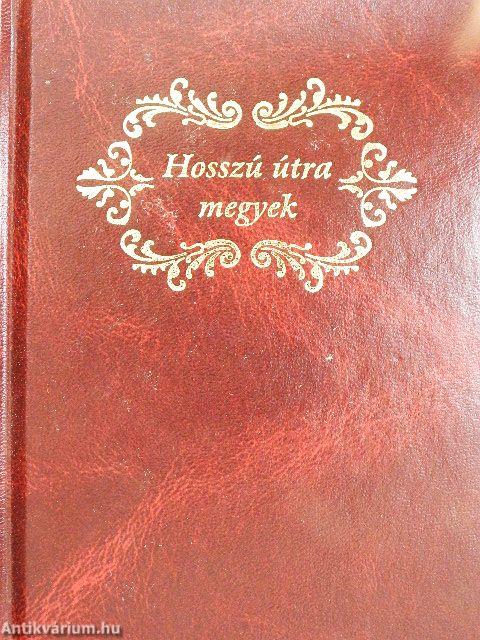 Hosszú útra
megyek
Antikvárium.hu